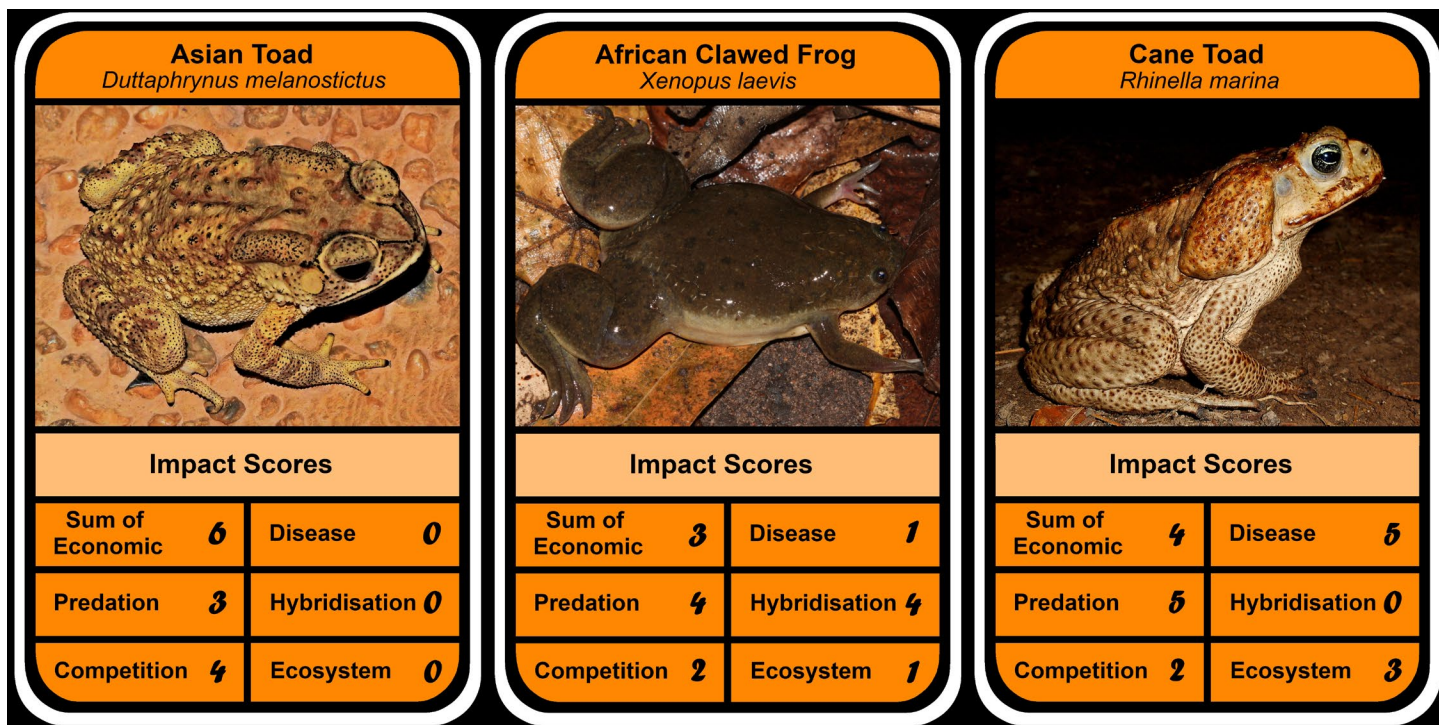 Asian Toad
Duttaphrynus melanostictus
Impact Scores
Sum of
Economic 6
Disease 0
Predation 3
Hybridisation 0
Competition 4
Ecosystem 0
African Clawed Frog
Xenopus laevis
Impact Scores
Sum of
Economic 3
Disease 1
Predation 4
Hybridisation 4
Competition 2
Ecosystem 1
Cane Toad
Rhinella marina
Impact Scores
Sum of
Economic 4
Disease 5
Predation 5
Hybridisation 0
Competition 2
Ecosystem 3